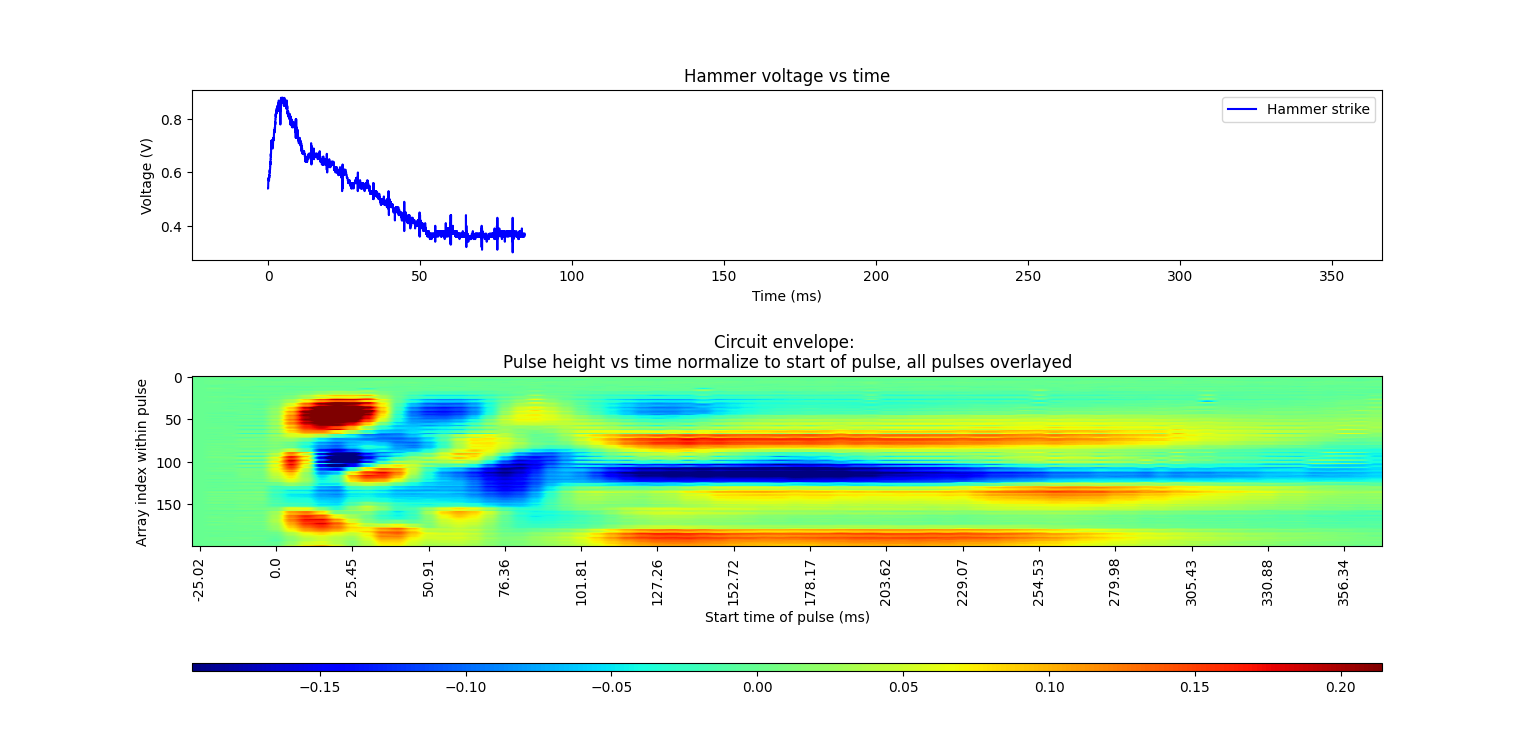 Hammer voltage vs time
Hammer strike
Voltage (V)
0.8
0.6
0.4
0 50 100 150 200 250 300 350
Time (ms)
Circuit envelope:
Pulse height vs time normalize to start of pulse, all pulses overlayed
Array index within pulse
0
50
100
150
-25.02 0.0 25.45 50.91 76.36 101.81 127.26 152.72 178.17 203.62 229.07 254.53 279.98 305.43 330.88 356.34
Start time of pulse (ms)
−0.15 −0.10 −0.05 0.00 0.05 0.10 0.15 0.20